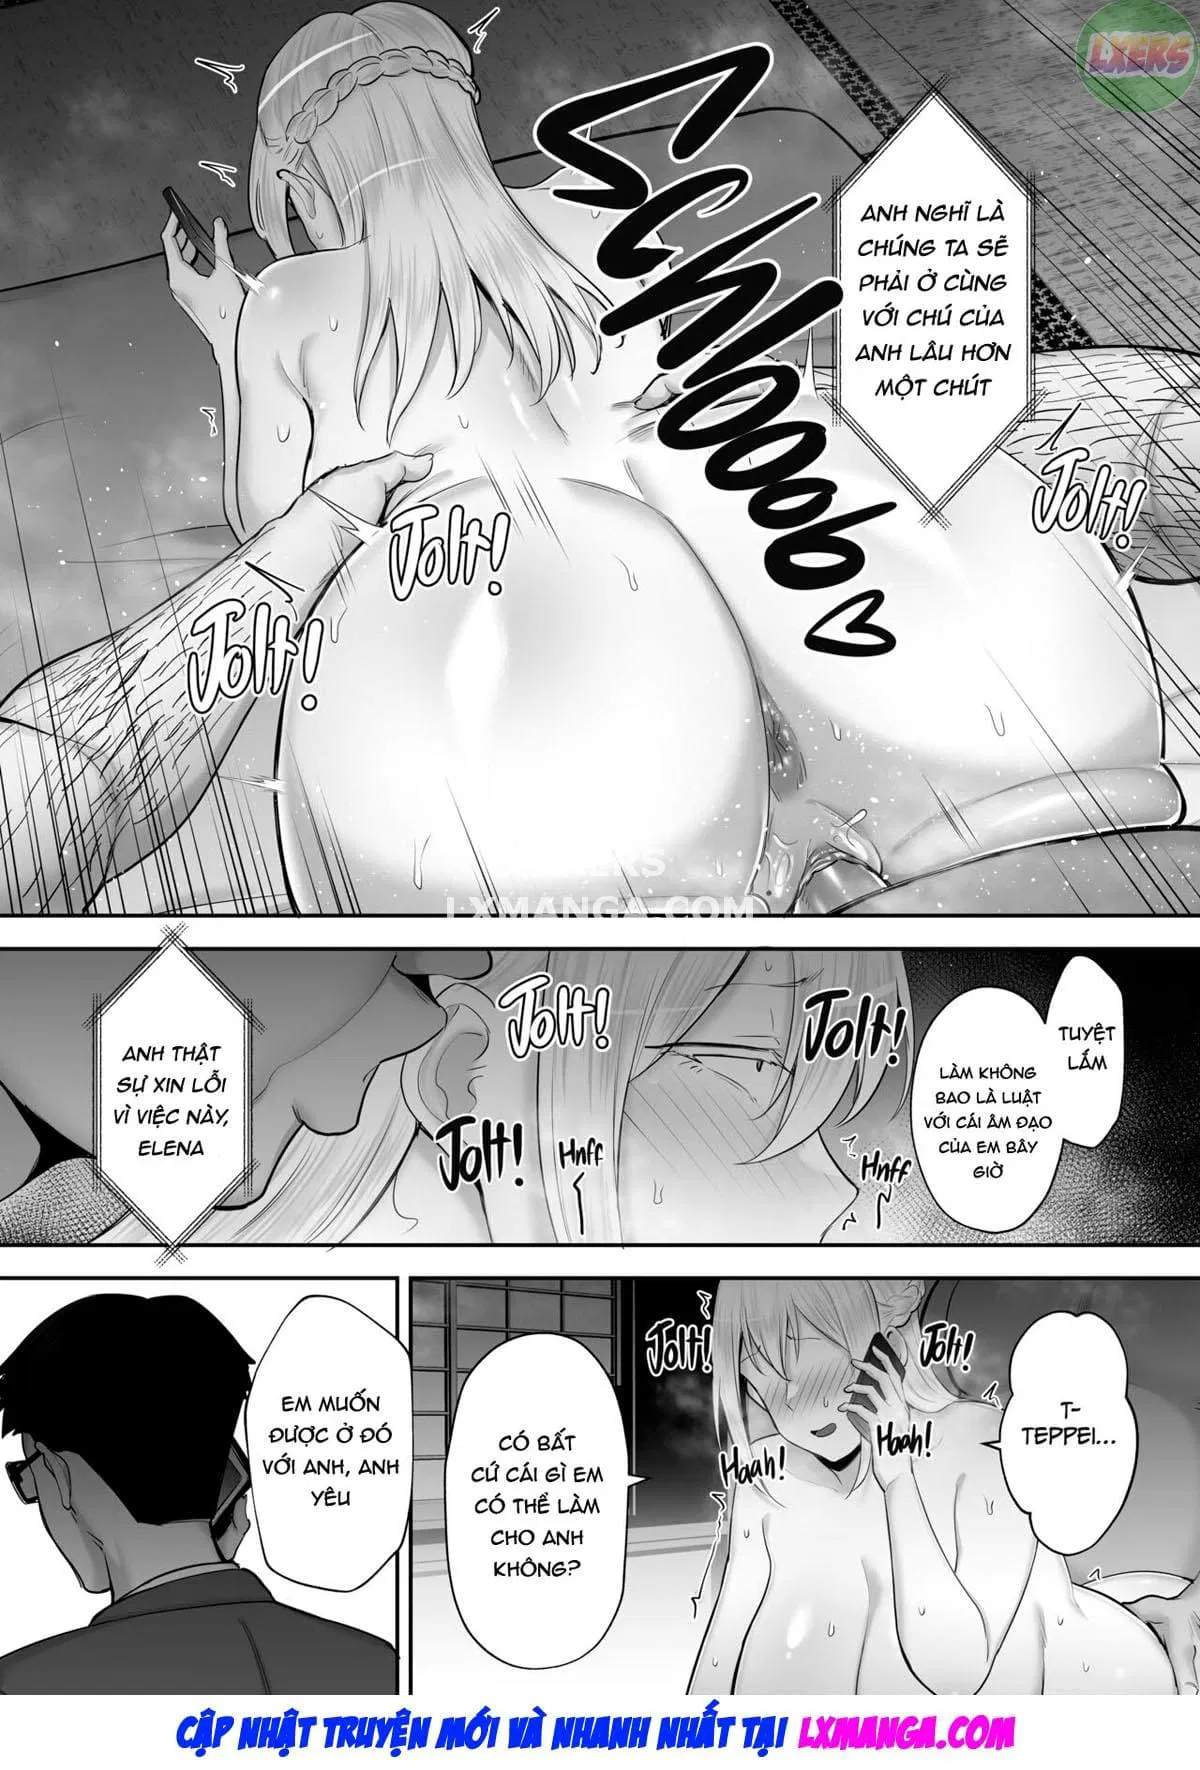 LXERS
ANH NGHĨ LÀ
CHÚNG TA SẼ
PHẢI Ở CÙNG
VỚI CHÚ CỦA
ANH LÂU HƠN
MỘT CHÚT
Schlooob
Jolt!
Jolt!
Jolt!
LXMANGA.COM
TUYỆT
LẮM
LÀM KHÔNG
BAO LÀ LUẬT
VỚI CÁI ÂM ĐẠO
CỦA EM BÂY
GIỜ
Jolt!
Jolt!
Jolt!
Hnff
Hnff
ANH THẬT
SỰ XIN LỖI
VÌ VIỆC NÀY,
ELENA
T-
TEPPEI...
Jolt!
Jolt!
Haah!
Haah!
CÓ BẤT
CỨ CÁI GÌ EM
CÓ THỂ LÀM
CHO ANH
KHÔNG?
EM MUỐN
ĐƯỢC Ở ĐÓ
VỚI ANH, ANH
YÊU
CẬP NHẬT TRUYỆN MỚI VÀ NHANH NHẤT TẠI LXMANGA.COM